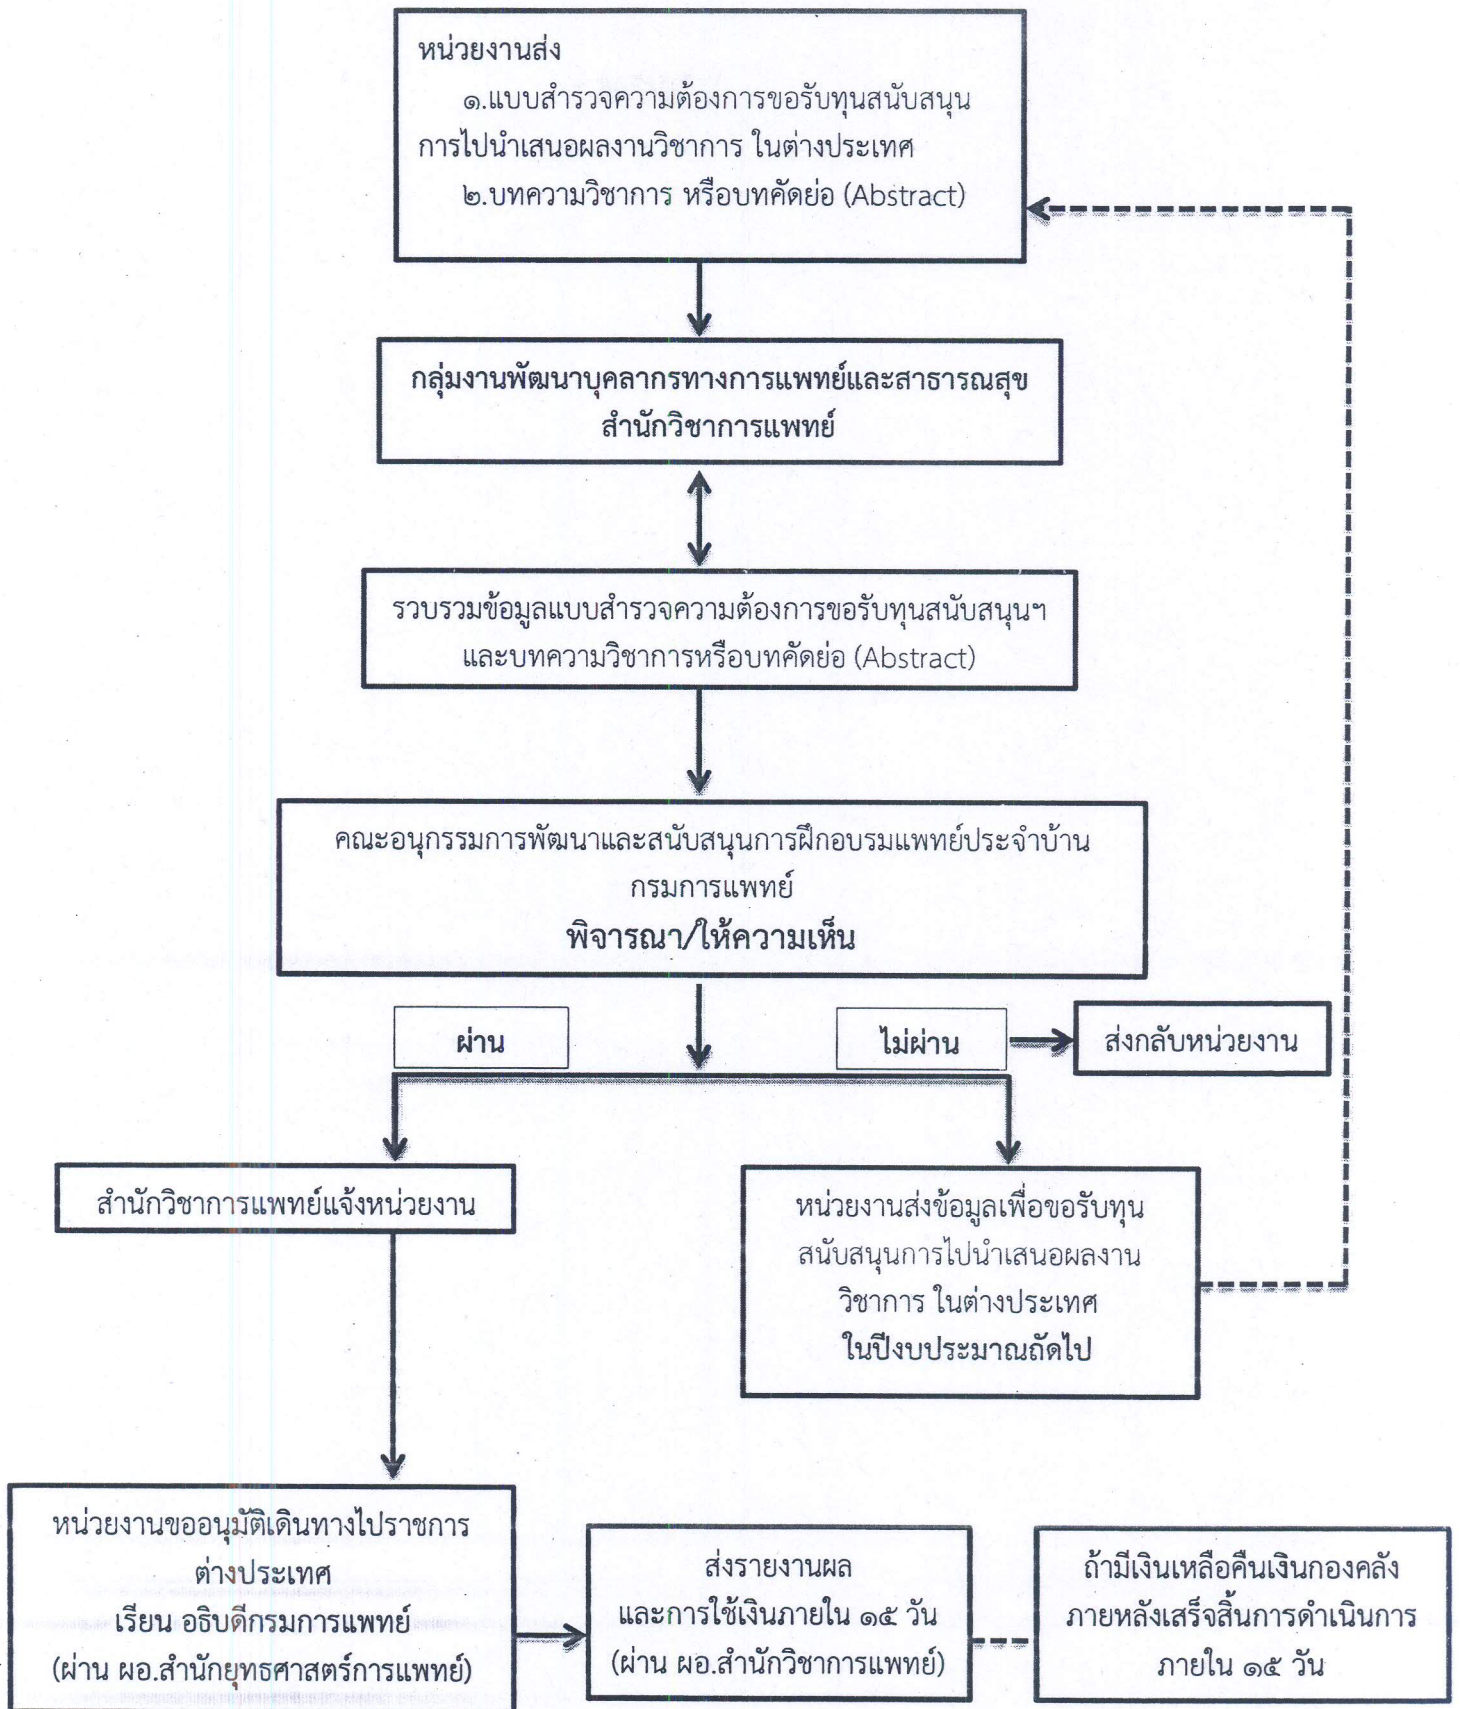 หน่วยงานส่ง
๑.แบบสำรวจความต้องการขอรับทุนสนับสนุน
การไปนำเสนอผลงานวิชาการ ในต่างประเทศ
๒.บทความวิชาการ หรือบทคัดย่อ (Abstract)
กลุ่มงานพัฒนาบุคลากรทางการแพทย์และสาธารณสุข
สำนักวิชาการแพทย์
รวบรวมข้อมูลแบบสำรวจความต้องการขอรับทุนสนับสนุนฯ
และบทความวิชาการหรือบทคัดย่อ (Abstract)
คณะอนุกรรมการพัฒนาและสนับสนุนการฝึกอบรมแพทย์ประจำบ้าน
กรมการแพทย์
พิจารณา/ให้ความเห็น
ผ่าน
ไม่ผ่าน
ส่งกลับหน่วยงาน
สำนักวิชาการแพทย์แจ้งหน่วยงาน
หน่วยงานส่งข้อมูลเพื่อขอรับทุน
สนับสนุนการไปนำเสนอผลงาน
วิชาการ ในต่างประเทศ
ในปีงบประมาณถัดไป
หน่วยงานขออนุมัติเดินทางไปราชการ
ต่างประเทศ
เรียน อธิบดีกรมการแพทย์
(ผ่าน ผอ.สำนักยุทธศาสตร์การแพทย์)
ส่งรายงานผล
และการใช้เงินภายใน ๑๕ วัน
(ผ่าน ผอ.สำนักวิชาการแพทย์)
ถ้ามีเงินเหลือคืนเงินกองคลัง
ภายหลังเสร็จสิ้นการดำเนินการ
ภายใน ๑๕ วัน